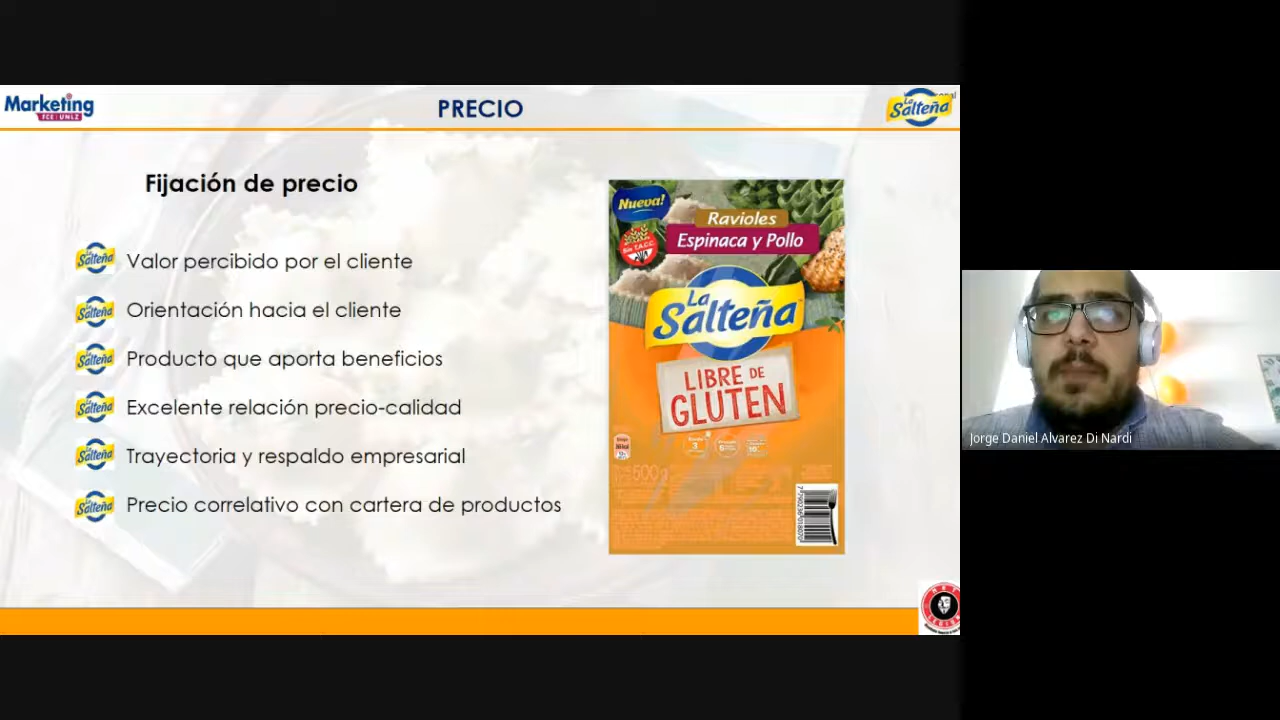 Marketing
FCE | UNLZ
PRECIO
La
Salteña
Fijación de precio
Valor percibido por el cliente
Orientación hacia el cliente
Producto que aporta beneficios
Excelente relación precio-calidad
Trayectoria y respaldo empresarial
Precio correlativo con cartera de productos
Nueva!
Ravioles
Espinaca y Pollo
Sin T.A.C.C.
La
Salteña
LIBRE DE
GLUTEN
500g
Jorge Daniel Alvarez Di Nardi